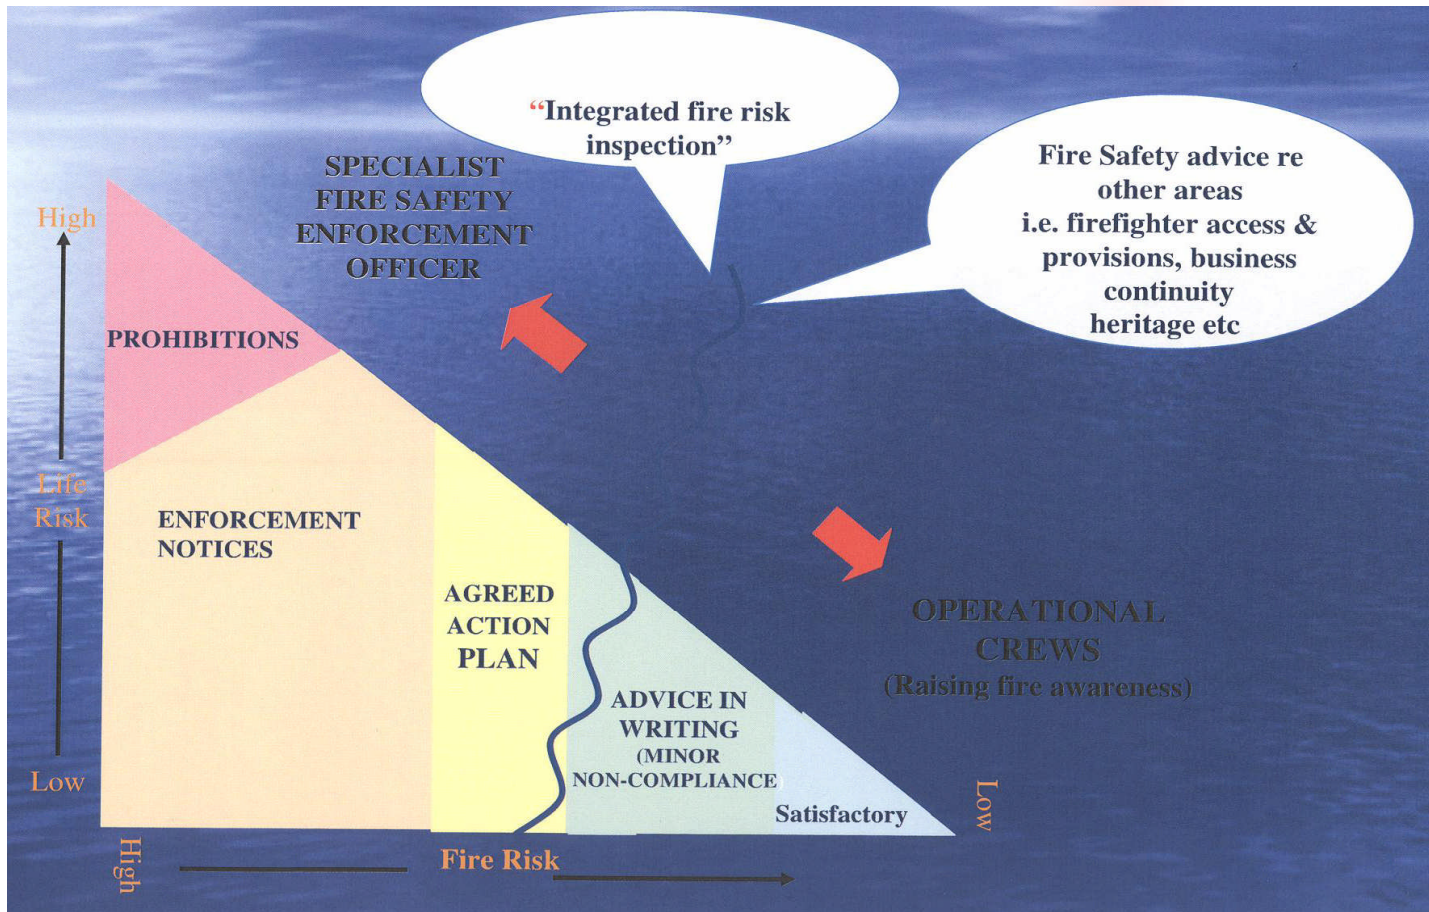 “Integrated fire risk
inspection”
Fire Safety advice re
other areas
i.e. firefighter access &
provisions, business
continuity
heritage etc
SPECIALIST
FIRE SAFETY
ENFORCEMENT
OFFICER
High
PROHIBITIONS
Life
Risk
ENFORCEMENT
NOTICES
AGREED
ACTION
PLAN
OPERATIONAL
CREWS
(Raising fire awareness)
ADVICE IN
WRITING
(MINOR
NON-COMPLIANCE)
Satisfactory
Low
Low
High
Fire Risk